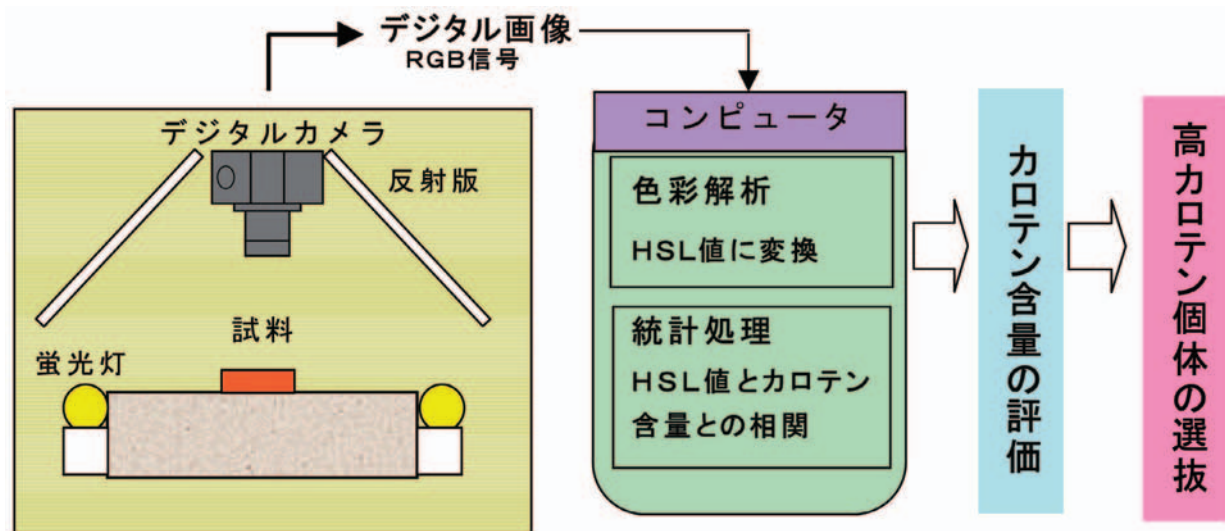 デジタル画像
RGB信号
デジタルカメラ
反射版
試料
蛍光灯
コンピュータ
色彩解析
HSL値に変換
統計処理
HSL値とカロテン
含量との相関
カロテン含量の評価
高カロテン個体の選抜